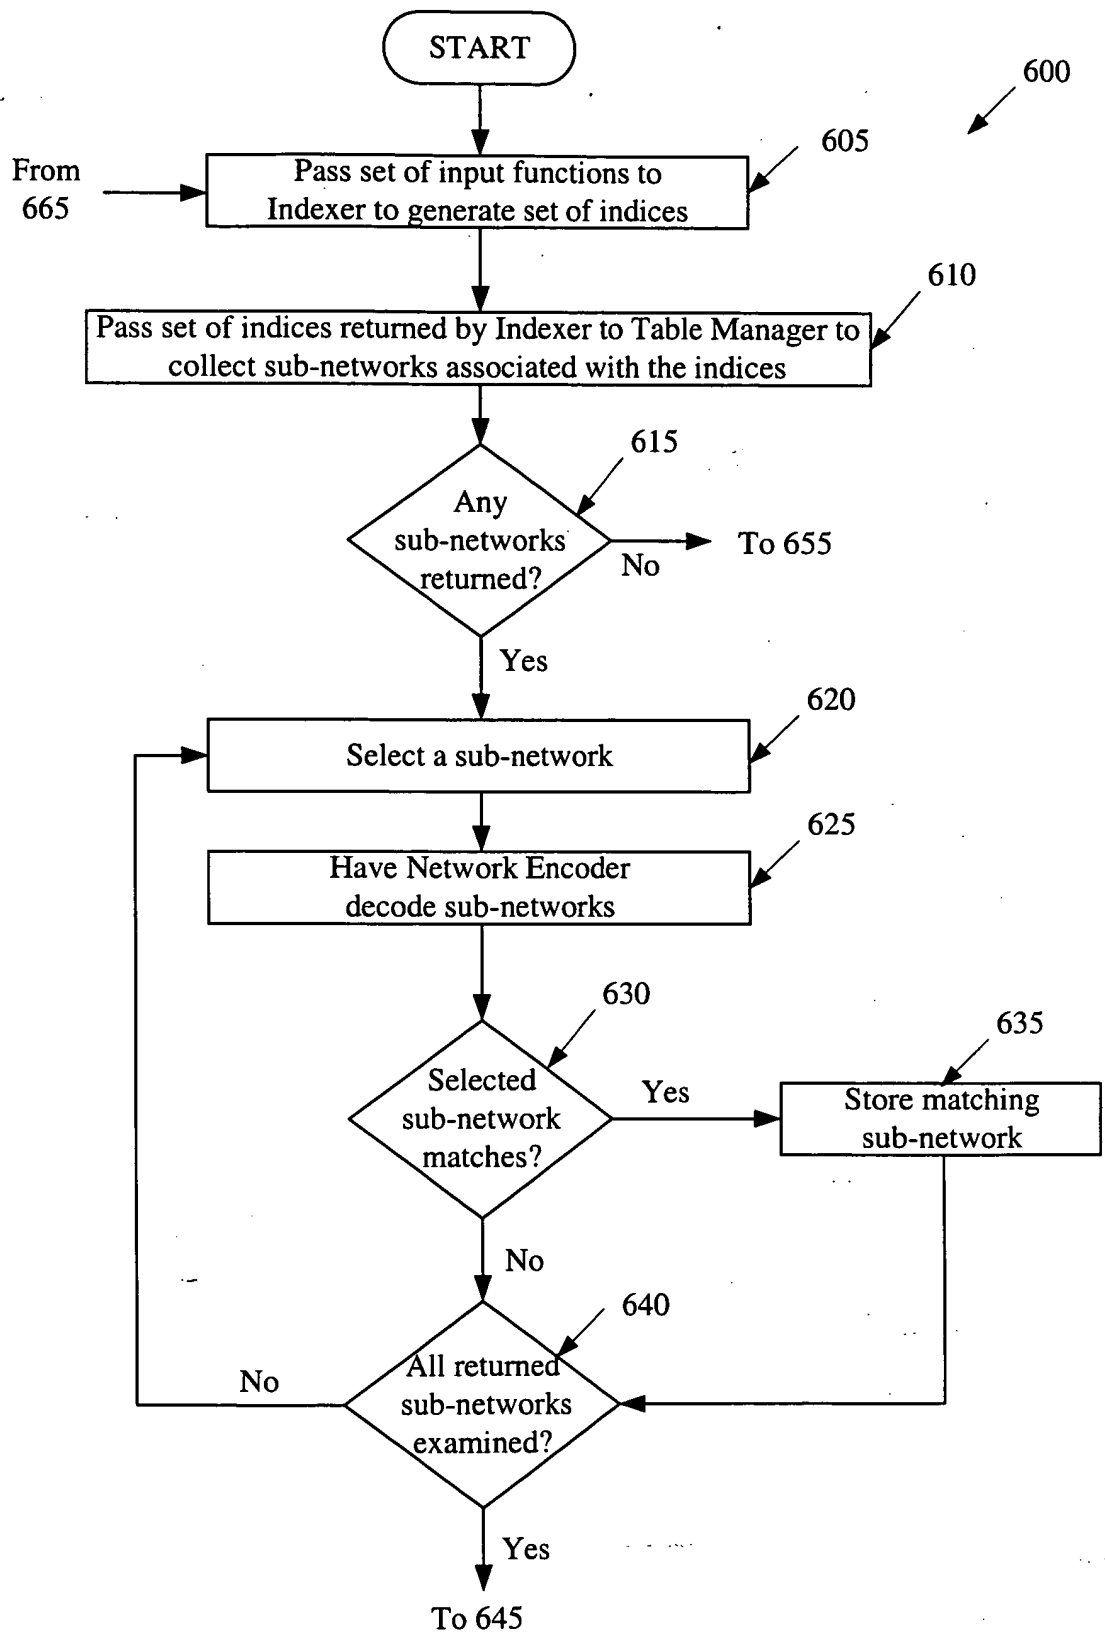 START
600
605
From
665
Pass set of input functions to
Indexer to generate set of indices
610
Pass set of indices returned by Indexer to Table Manager to
collect sub-networks associated with the indices
615
Any
sub-networks
returned?
No
To 655
Yes
620
Select a sub-network
625
Have Network Encoder
decode sub-networks
630
Selected
sub-network
matches?
Yes
635
Store matching
sub-network
No
640
All returned
sub-networks
examined?
No
Yes
To 645